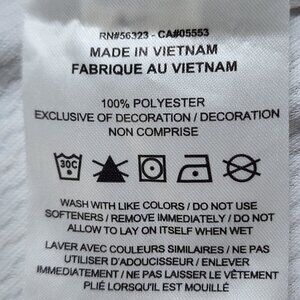 RN#56323 - CA#05553
MADE IN VIETNAM
FABRIQUE AU VIETNAM
100% POLYESTER
EXCLUSIVE OF DECORATION / DECORATION
NON COMPRISE
30C
WASH WITH LIKE COLORS / DO NOT USE
SOFTENERS / REMOVE IMMEDIATELY / DO NOT
ALLOW TO LAY ON ITSELF WHEN WET
LAVER AVEC COULEURS SIMILAIRES / NE PAS
UTILISER D'ADOUCISSEUR / ENLEVER
IMMEDIATEMENT / NE PAS LAISSER LE VÊTEMENT
PLIÉ LORSQU'IL EST MOUILLÉ